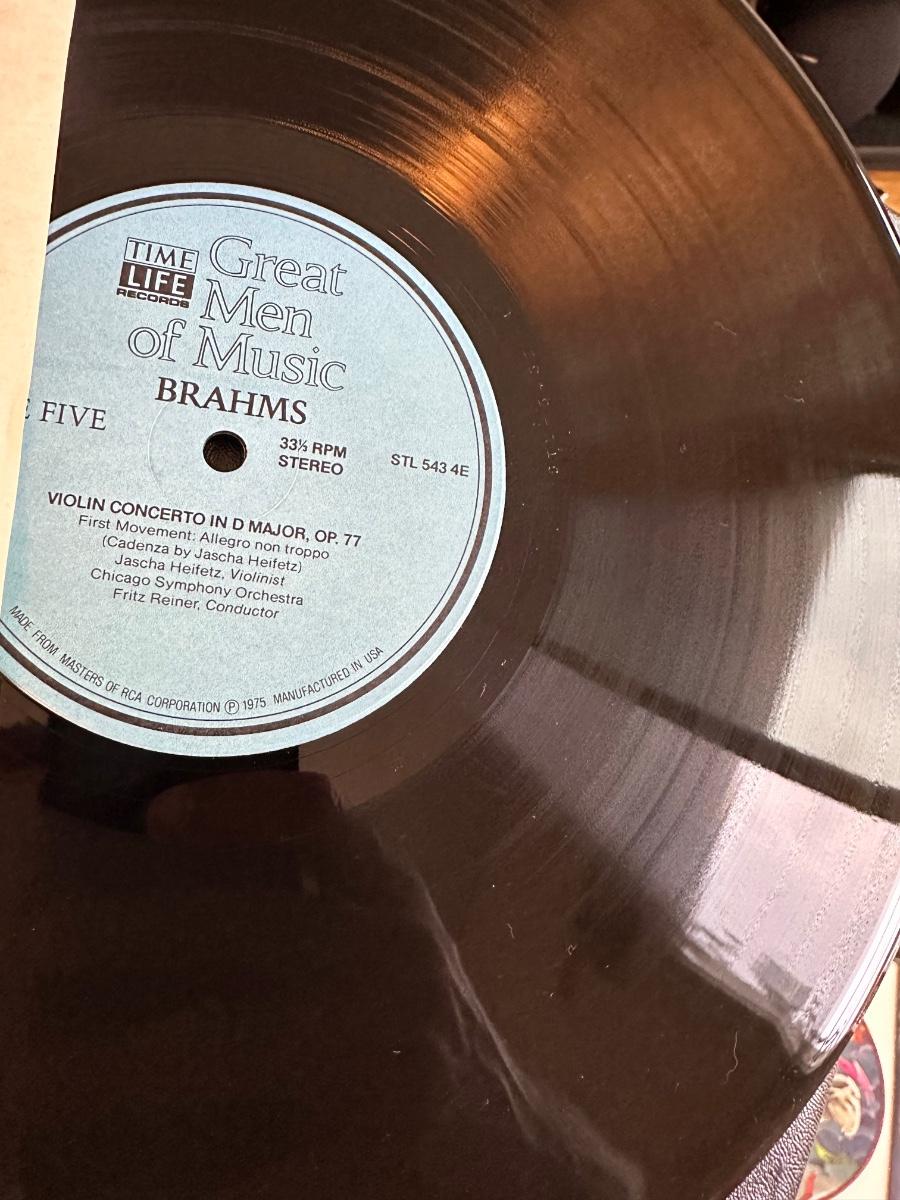 TIME
LIFE
RECORDS
Great
Men
of Music
BRAHMS
FIVE
33⅓ RPM
STEREO
STL 543 4E
VIOLIN CONCERTO IN D MAJOR, OP. 77
First Movement: Allegro non troppo
(Cadenza by Jascha Heifetz)
Jascha Heifetz, Violinist
Chicago Symphony Orchestra
Fritz Reiner, Conductor
MADE FROM MASTERS OF RCA CORPORATION Ⓟ 1975 MANUFACTURED IN USA